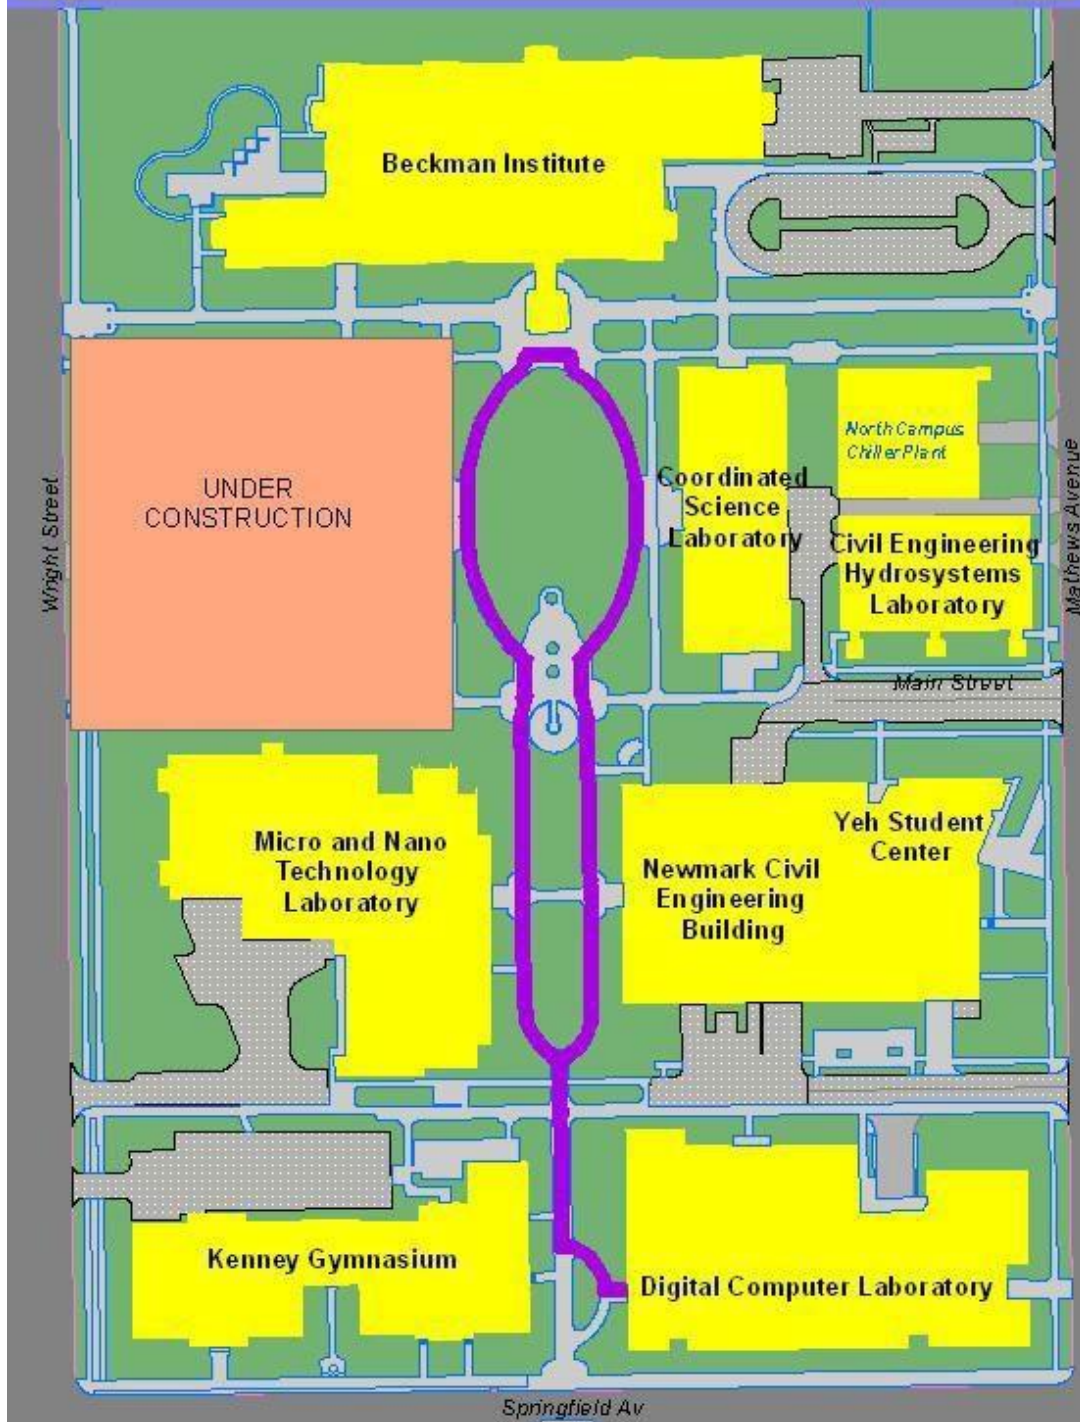 Beckman Institute
North Campus
Chiller Plant
UNDER
CONSTRUCTION
Coordinated
Science
Laboratory
Civil Engineering
Hydrosystems
Laboratory
Wright Street
Mathews Avenue
Main Street
Micro and Nano
Technology
Laboratory
Yeh Student
Center
Newmark Civil
Engineering
Building
Kenney Gymnasium
Digital Computer Laboratory
Springfield Av